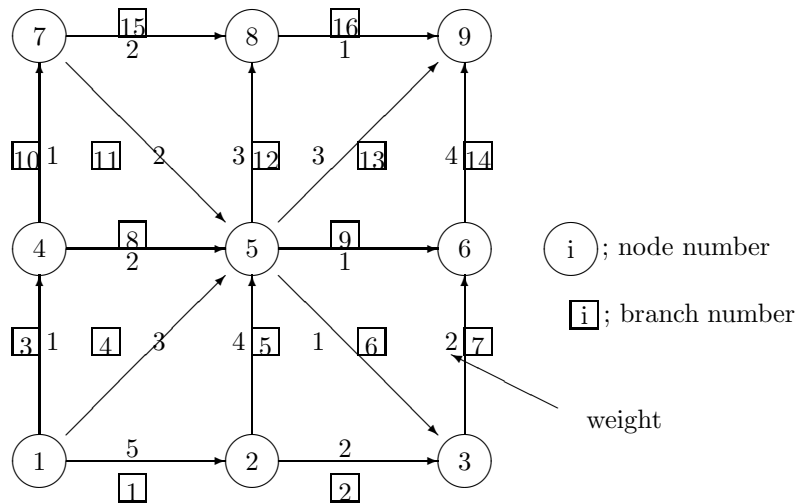 15 16
7 8 9
2 1
10 1 11 2 3 12 3 13 4 14
8 9
4 5 6 i ; node number
2 1
i ; branch number
3 1 4 3 4 5 1 6 2 7
weight
5 2
1 2 3
1 2